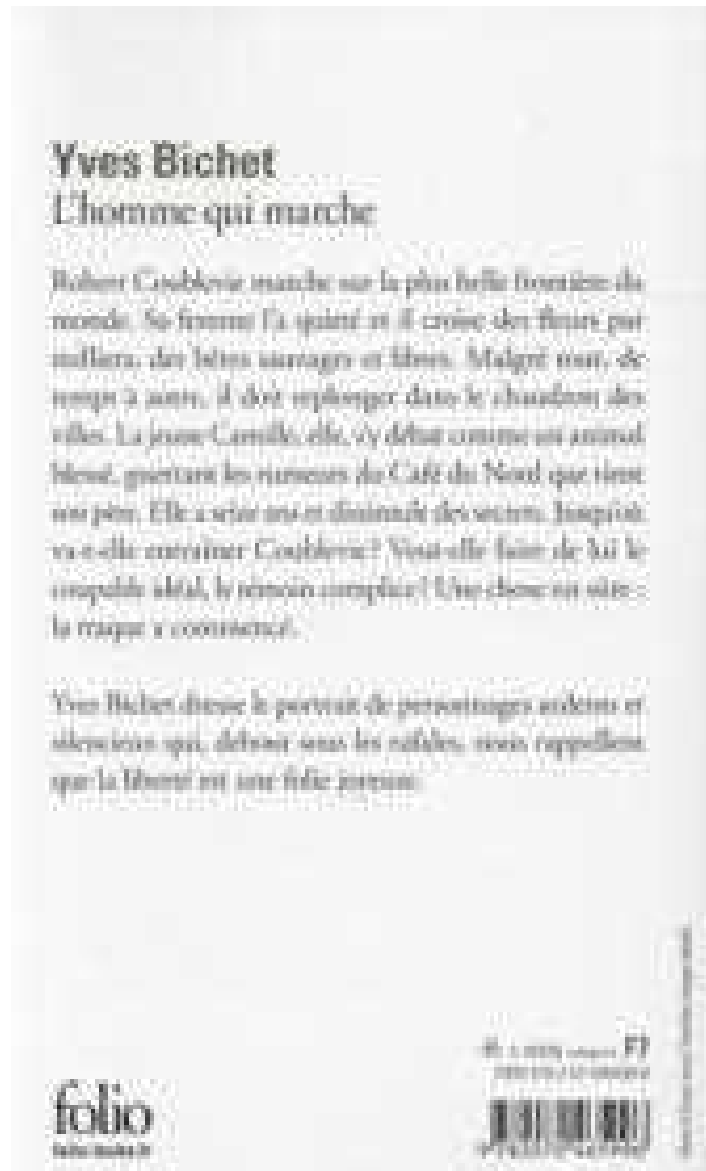 Yves Bichet
L'homme qui marche
Robert Coublevie marche sur la plus belle frontière du
monde. Sa femme l'a quitté et il croise des fleurs par
milliers, des bêtes sauvages et libres. Malgré tout, de
temps à autre, il doit replonger dans le chaudron des
villes. La jeune Camille, elle, s'y débat comme un animal
blessé, guettant les rumeurs du Café du Nord que tient
son père. Elle a seize ans et dissimule des secrets. Jusqu'où
va-t-elle entraîner Coublevie ? Veut-elle faire de lui le
coupable idéal, le témoin complice ? Une chose est sûre :
la traque a commencé.
Yves Bichet dresse le portrait de personnages ardents et
silencieux qui, debout sous les rafales, nous rappellent
que la liberté est une folie joyeuse.
F7
folio